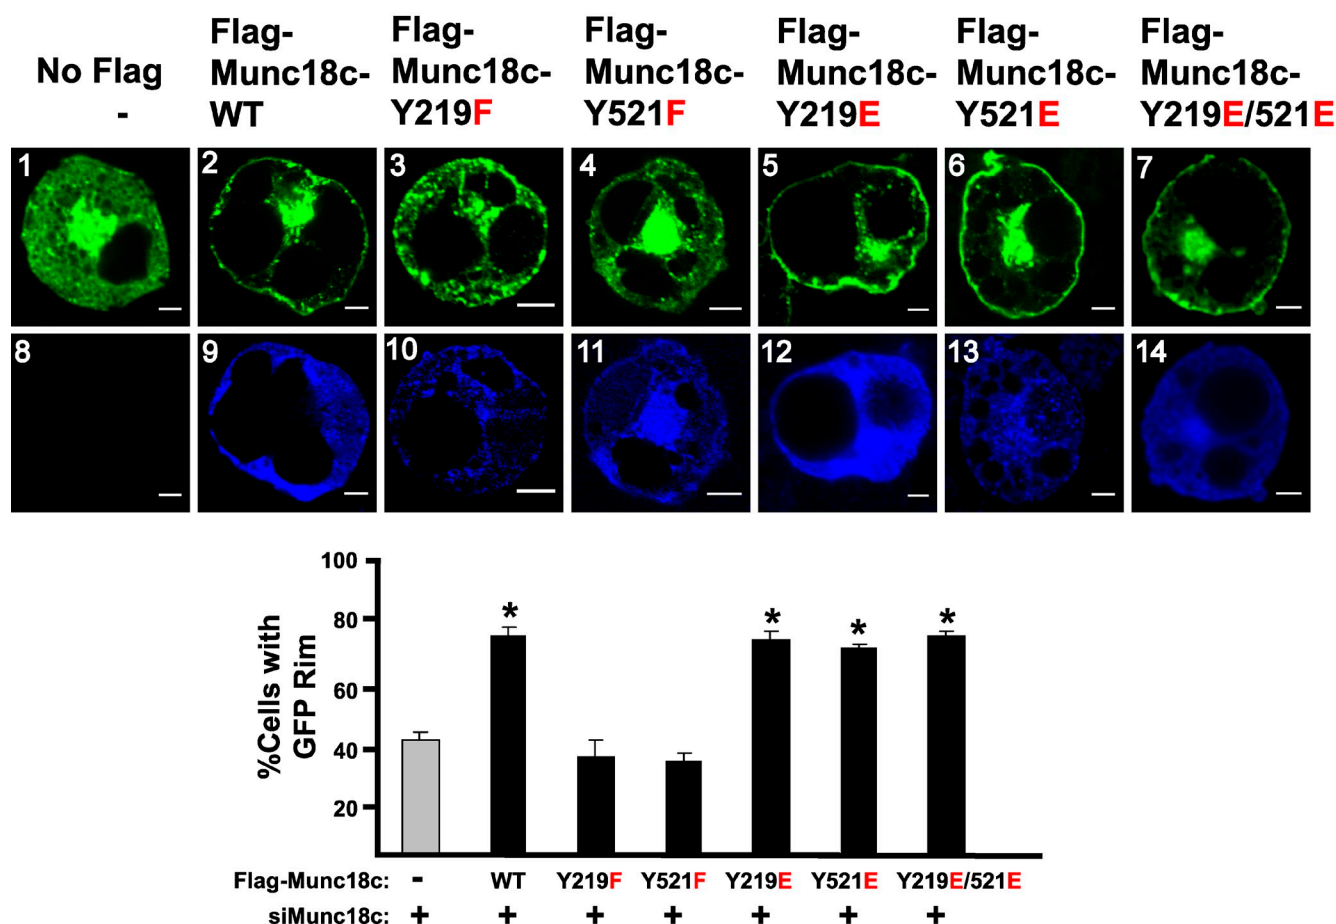 No Flag
-
Flag-
Munc18c-
WT
Flag-
Munc18c-
Y219F
Flag-
Munc18c-
Y521F
Flag-
Munc18c-
Y219E
Flag-
Munc18c-
Y521E
Flag-
Munc18c-
Y219E/521E
1 2 3 4 5 6 7
8 9 10 11 12 13 14
%Cells with
GFP Rim
100
80
60
40
20
* * * * 
Flag-Munc18c: - WT Y219F Y521F Y219E Y521E Y219E/521E
siMunc18c: + + + + + + +